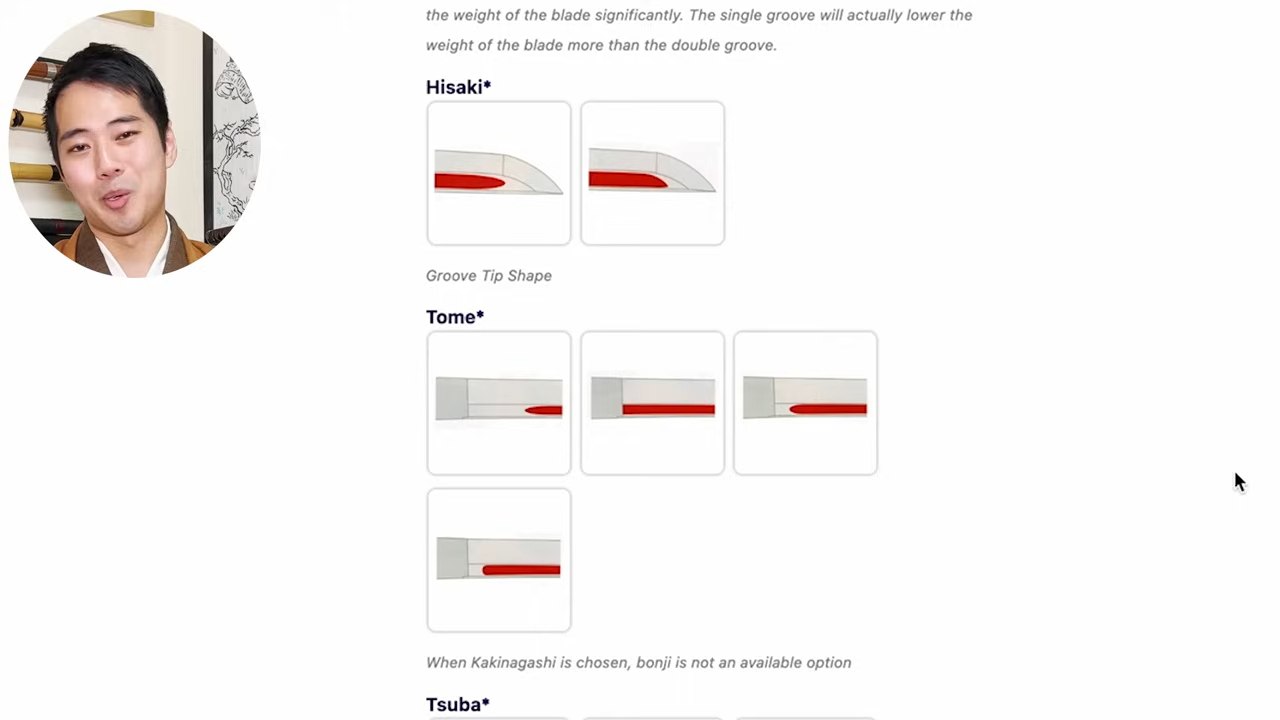 the weight of the blade significantly. The single groove will actually lower the
weight of the blade more than the double groove.
Hisaki*
Groove Tip Shape
Tome*
When Kakinagashi is chosen, bonji is not an available option
Tsuba*